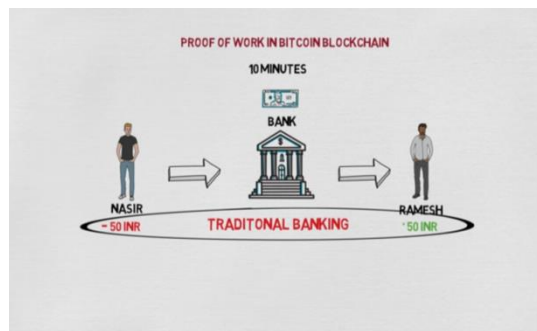 PROOF OF WORK IN BITCOIN BLOCKCHAIN
10 MINUTES
BANK
$
NASIR
RAMESH
- 50 INR
TRADITONAL BANKING
50 INR